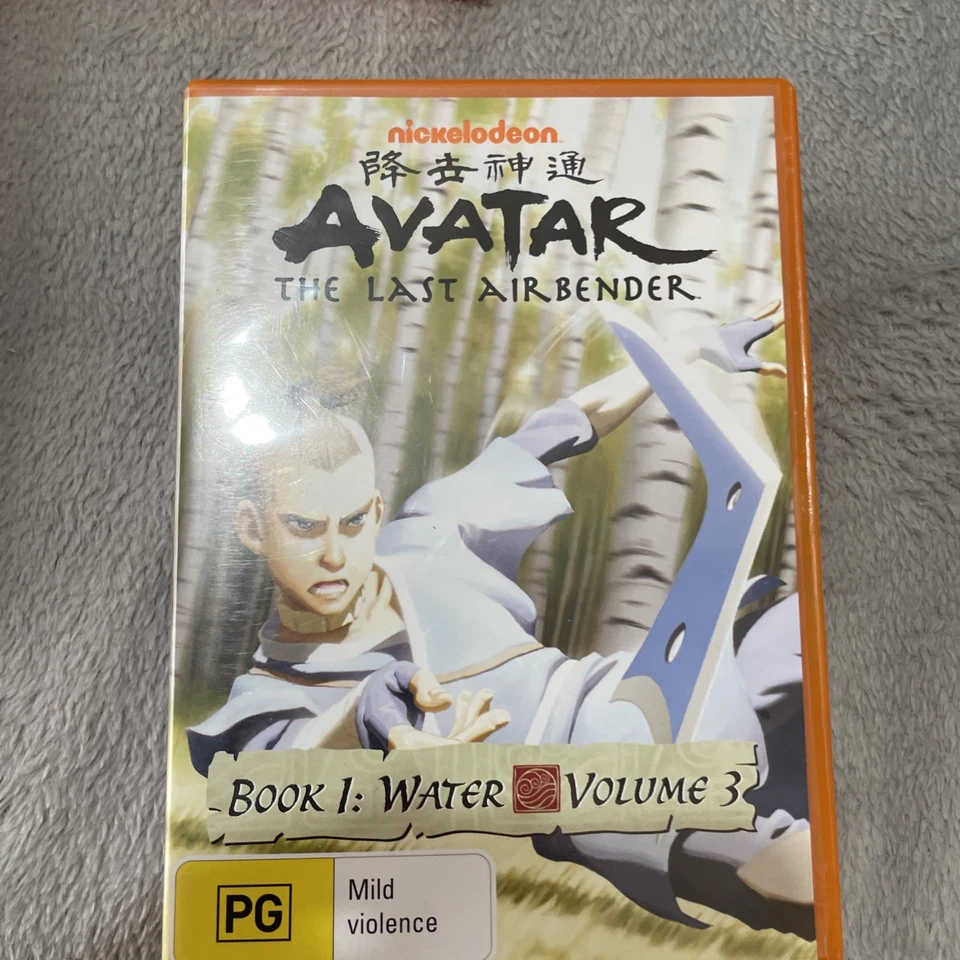 nickelodeon
降去神通
AVATAR
THE LAST AIRBENDER
BOOK 1: WATER VOLUME 3
PG
Mild
violence